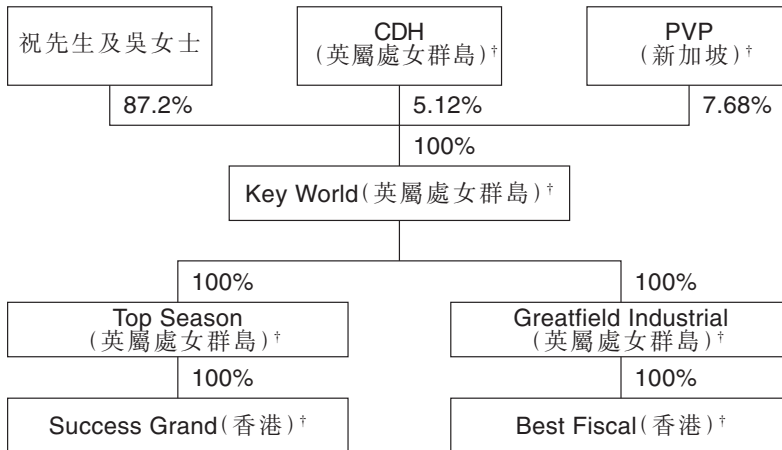 祝先生及吳女士
CDH
(英屬處女群島)†
PVP
(新加坡)†
87.2%
5.12%
7.68%
100%
Key World(英屬處女群島)†
100%
100%
Top Season
(英屬處女群島)†
Greatfield Industrial
(英屬處女群島)†
100%
100%
Success Grand(香港)†
Best Fiscal(香港)†